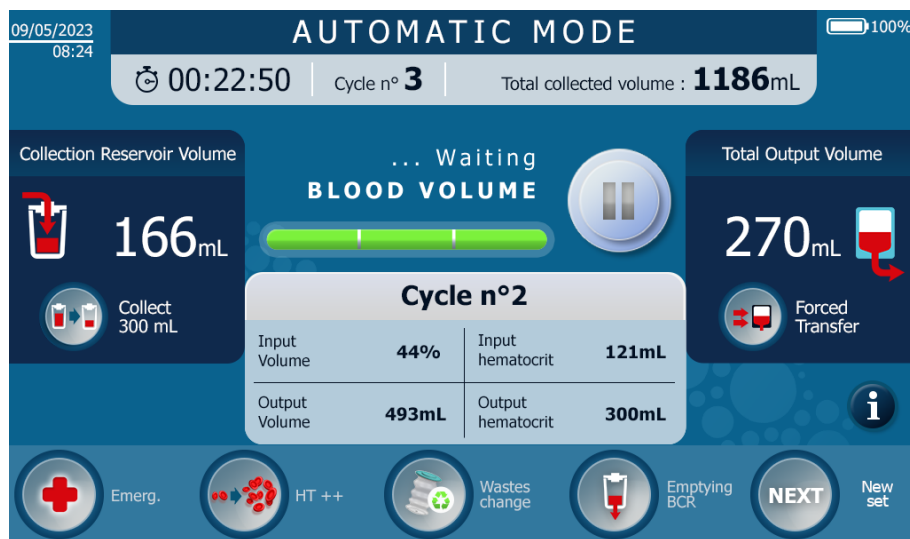 09/05/2023
08:24
AUTOMATIC MODE
100%
00:22:50
Cycle n° 3
Total collected volume : 1186mL
Collection Reservoir Volume
166mL
Collect
300 mL
... Waiting
BLOOD VOLUME
Total Output Volume
270mL
Forced
Transfer
Cycle n°2
Input
Volume
44%
Input
hematocrit
121mL
Output
Volume
493mL
Output
hematocrit
300mL
i
Emerg.
HT ++
Wastes
change
Emptying
BCR
NEXT
New
set